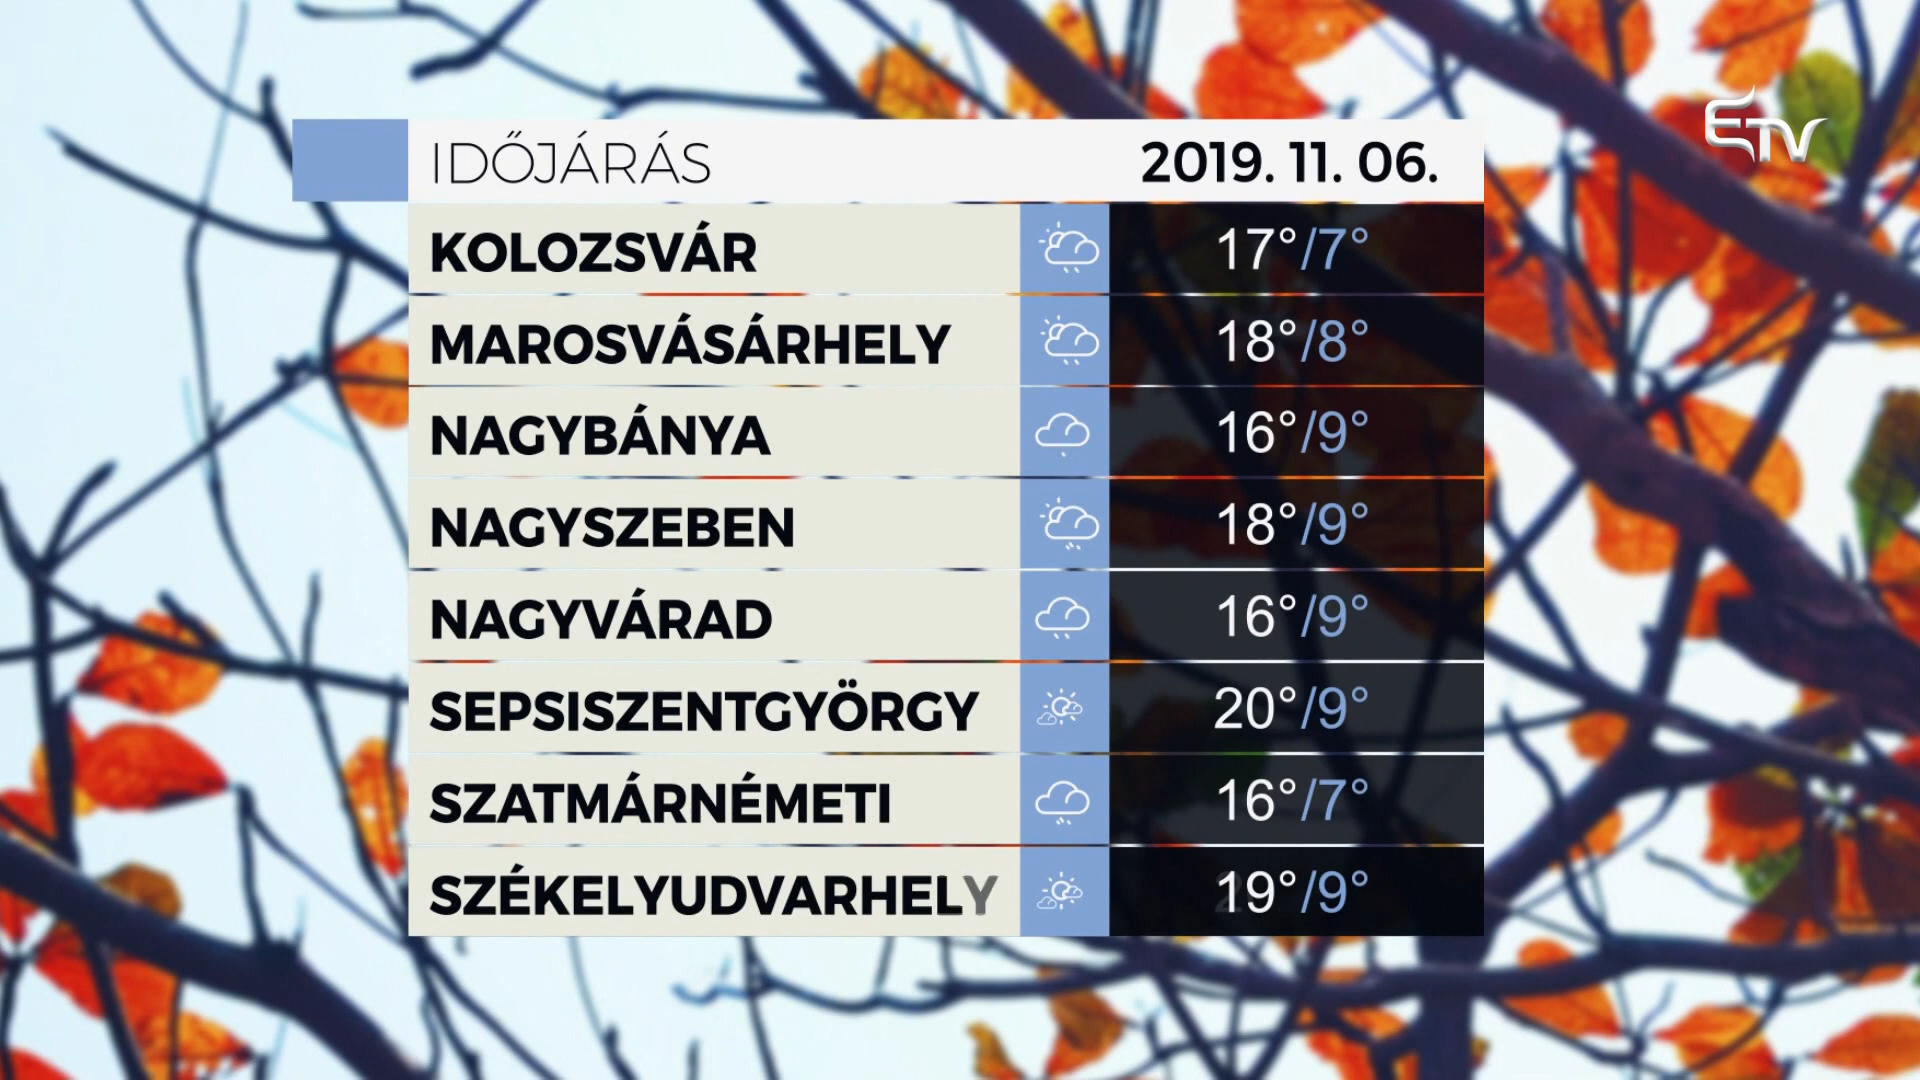 ETV
IDŐJÁRÁS 2019. 11. 06.
KOLOZSVÁR 17°/7°
MAROSVÁSÁRHELY 18°/8°
NAGYBÁNYA 16°/9°
NAGYSZEBEN 18°/9°
NAGYVÁRAD 16°/9°
SEPSISZENTGYÖRGY 20°/9°
SZATMÁRNÉMETI 16°/7°
SZÉKELYUDVARHELY 19°/9°